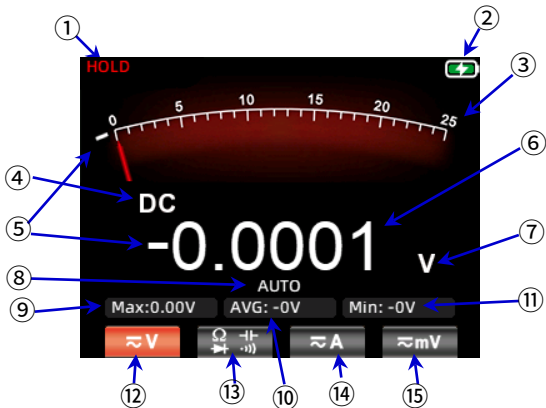 ① ②
HOLD
③
0 5 10 15 20 25
④ DC ⑥
⑤ -0.0001 V ⑦
⑧ AUTO
⑨ Max:0.00V AVG: -0V Min: -0V ⑪
≂V Ω ≂A ≂mV
⑫ ⑬ ⑩ ⑭ ⑮